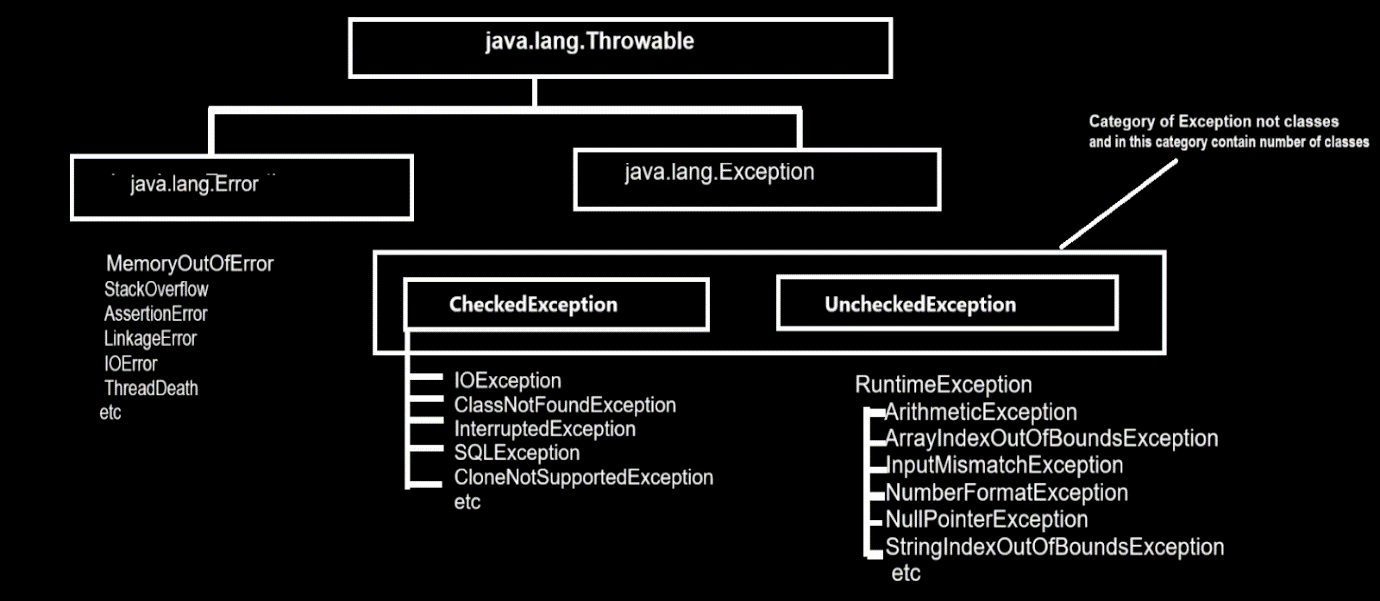 java.lang.Throwable
Category of Exception not classes
and in this category contain number of classes
java.lang.Error
java.lang.Exception
MemoryOutOfError
StackOverflow
AssertionError
LinkageError
IOError
ThreadDeath
etc
CheckedException
UncheckedException
IOException
ClassNotFoundException
InterruptedException
SQLException
CloneNotSupportedException
etc
RuntimeException
ArithmeticException
ArrayIndexOutOfBoundsException
InputMismatchException
NumberFormatException
NullPointerException
StringIndexOutOfBoundsException
etc